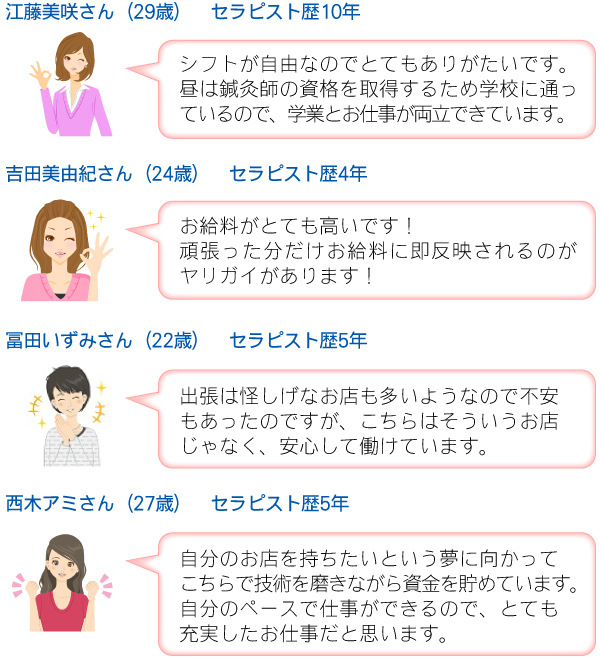 江藤美咲さん（29歳）　セラピスト歴10年
シフトが自由なのでとてもありがたいです。
昼は鍼灸師の資格を取得するため学校に通っ
ているので、学業とお仕事が両立できています。
吉田美由紀さん（24歳）　セラピスト歴4年
お給料がとても高いです！
頑張った分だけお給料に即反映されるのが
ヤリガイがあります！
冨田いずみさん（22歳）　セラピスト歴5年
出張は怪しげなお店も多いようなので不安
もあったのですが、こちらはそういうお店
じゃなく、安心して働けています。
西木アミさん（27歳）　セラピスト歴5年
自分のお店を持ちたいという夢に向かって
こちらで技術を磨きながら資金を貯めています。
自分のペースで仕事ができるので、とても
充実したお仕事だと思います。